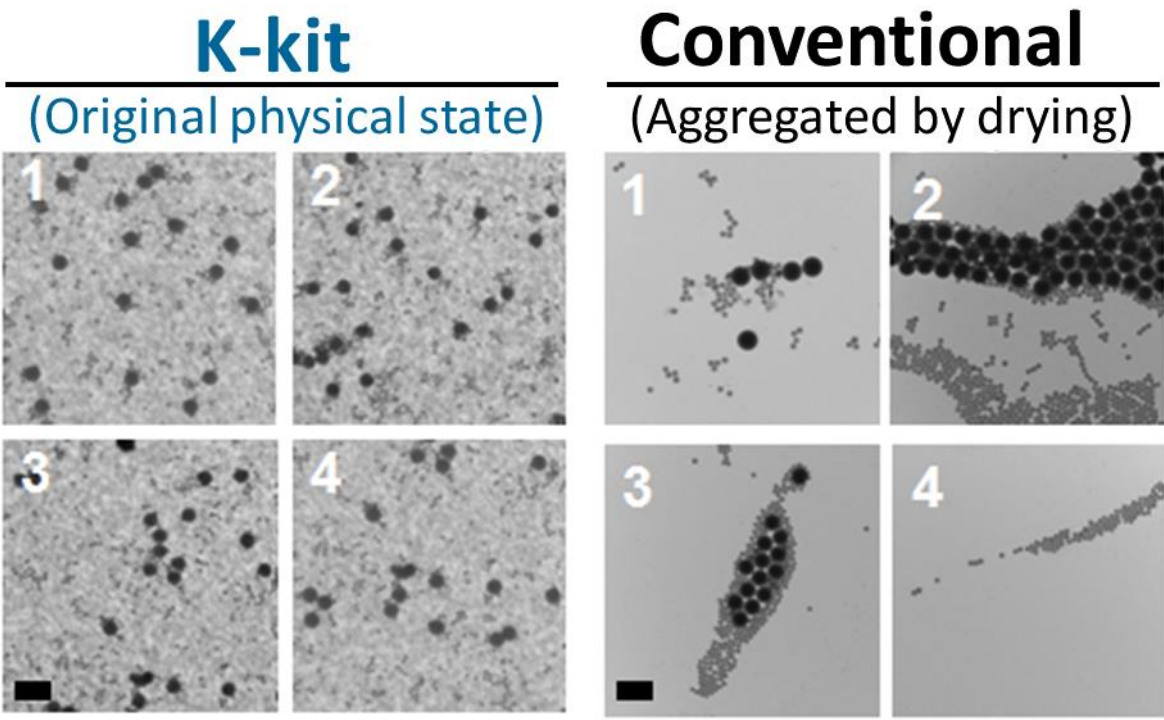 K-kit
(Original physical state)
1
2
3
4
Conventional
(Aggregated by drying)
1
2
3
4